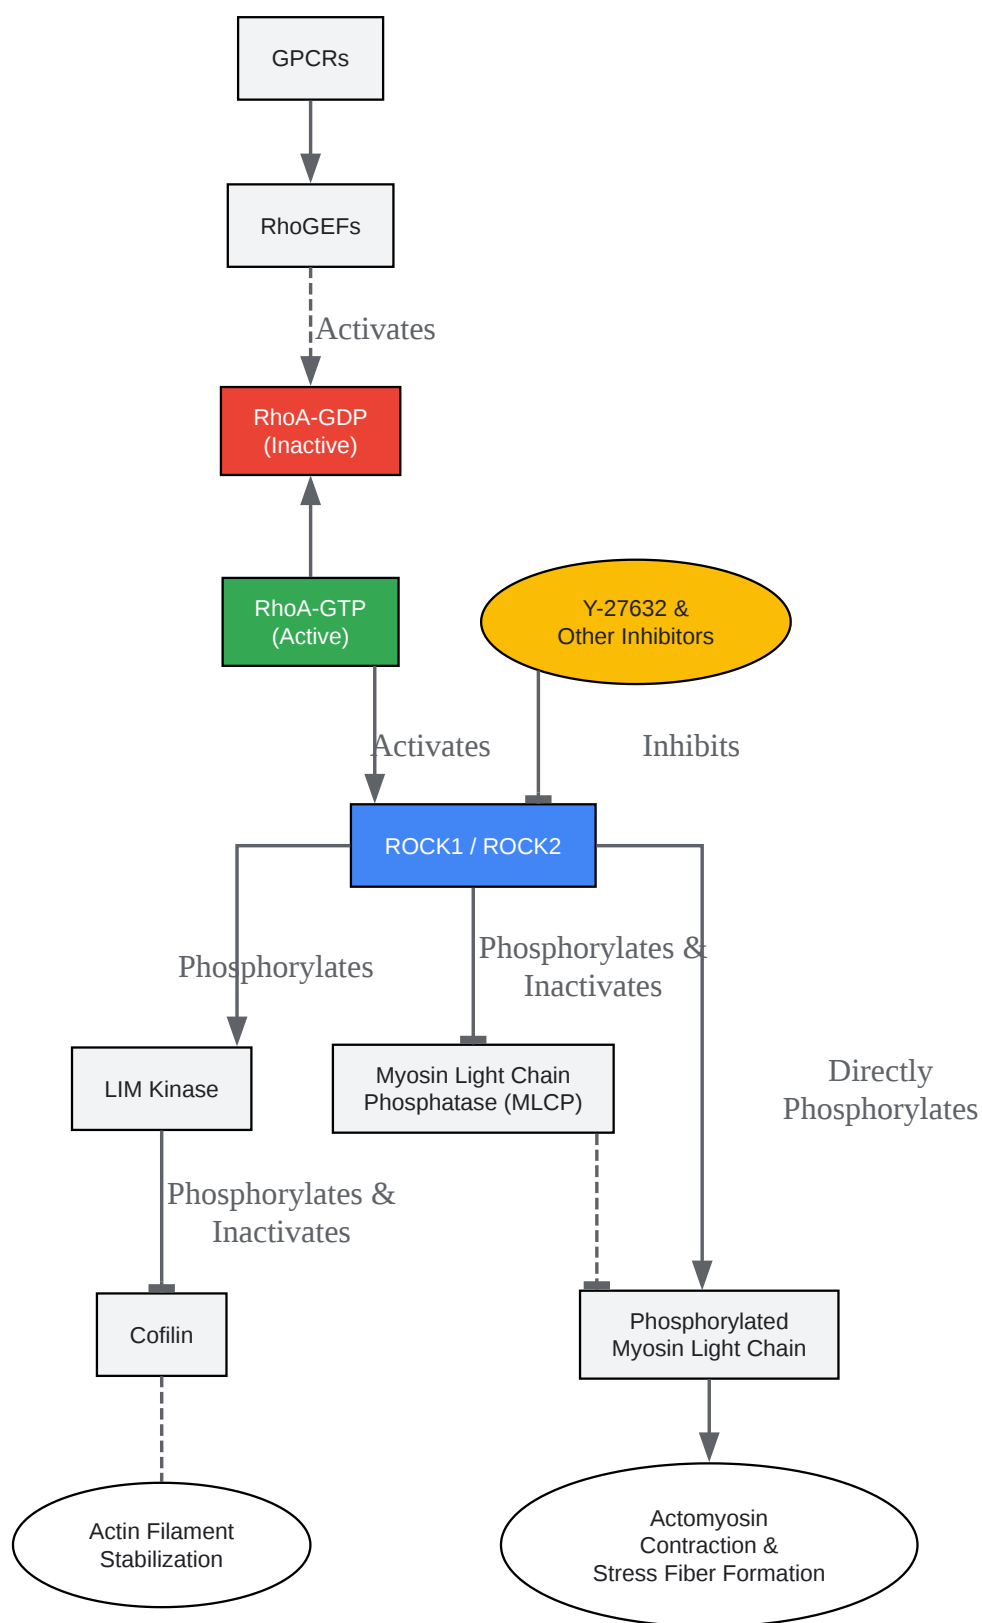 GPCRs
RhoGEFs
Activates
RhoA-GDP
(Inactive)
RhoA-GTP
(Active)
Y-27632 &
Other Inhibitors
Activates
Inhibits
ROCK1 / ROCK2
Phosphorylates
Phosphorylates &
Inactivates
LIM Kinase
Myosin Light Chain
Phosphatase (MLCP)
Directly
Phosphorylates
Phosphorylates &
Inactivates
Cofilin
Phosphorylated
Myosin Light Chain
Actin Filament
Stabilization
Actomyosin
Contraction &
Stress Fiber Formation